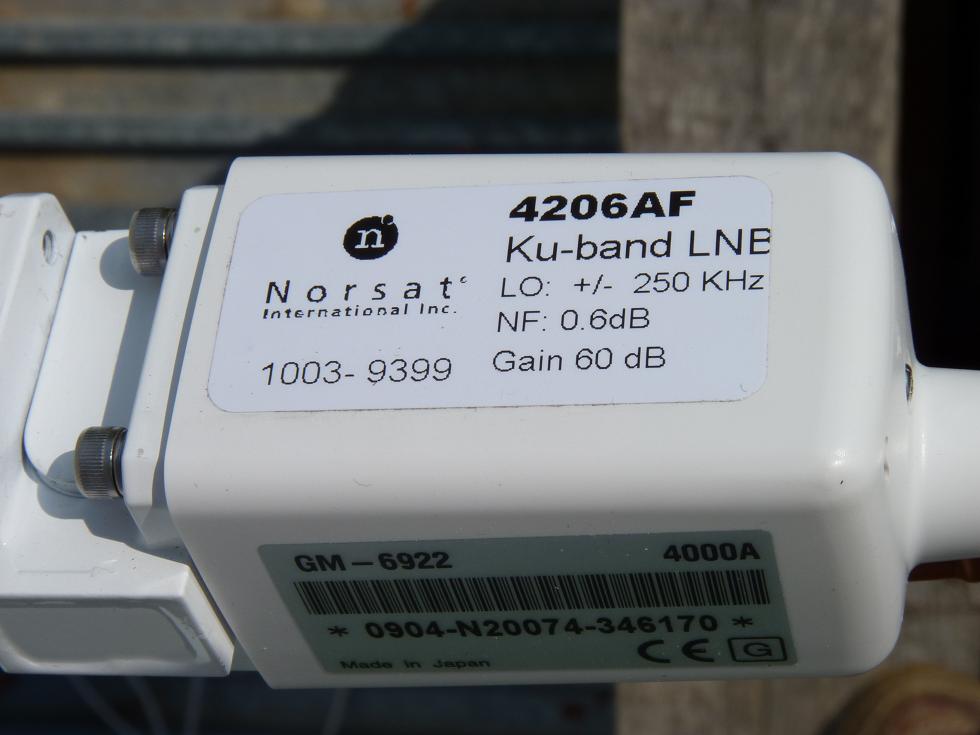 n
4206AF
Norsat
International Inc.
Ku-band LNB
LO: +/- 250 KHz
NF: 0.6dB
1003- 9399
Gain 60 dB
GM-6922
4000A
* 0904-N20074-346170 *
Made in Japan
CE G